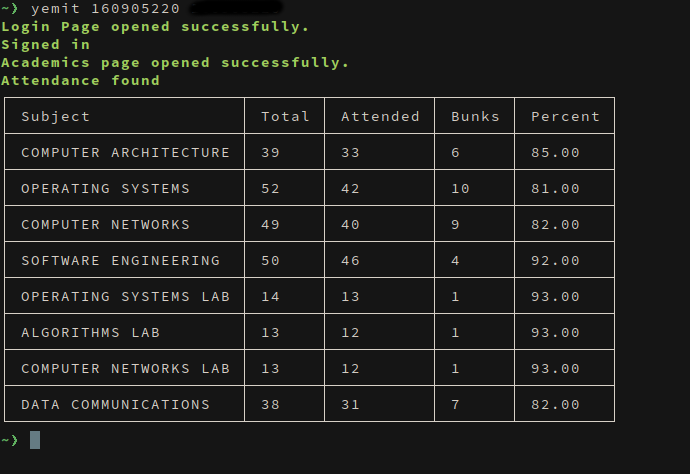 ~) yemit 160905220
Login Page opened successfully.
Signed in
Academics page opened successfully.
Attendance found
Subject Total Attended Bunks Percent
COMPUTER ARCHITECTURE 39 33 6 85.00
OPERATING SYSTEMS 52 42 10 81.00
COMPUTER NETWORKS 49 40 9 82.00
SOFTWARE ENGINEERING 50 46 4 92.00
OPERATING SYSTEMS LAB 14 13 1 93.00
ALGORITHMS LAB 13 12 1 93.00
COMPUTER NETWORKS LAB 13 12 1 93.00
DATA COMMUNICATIONS 38 31 7 82.00
~)